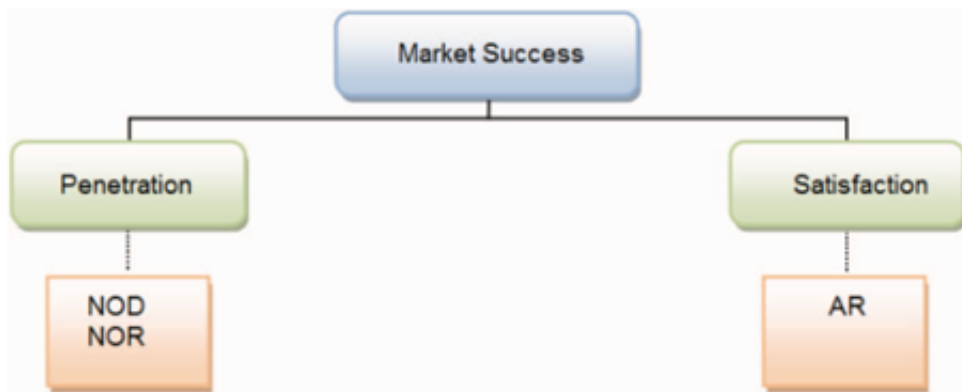 Market Success
Penetration
Satisfaction
NOD
NOR
AR